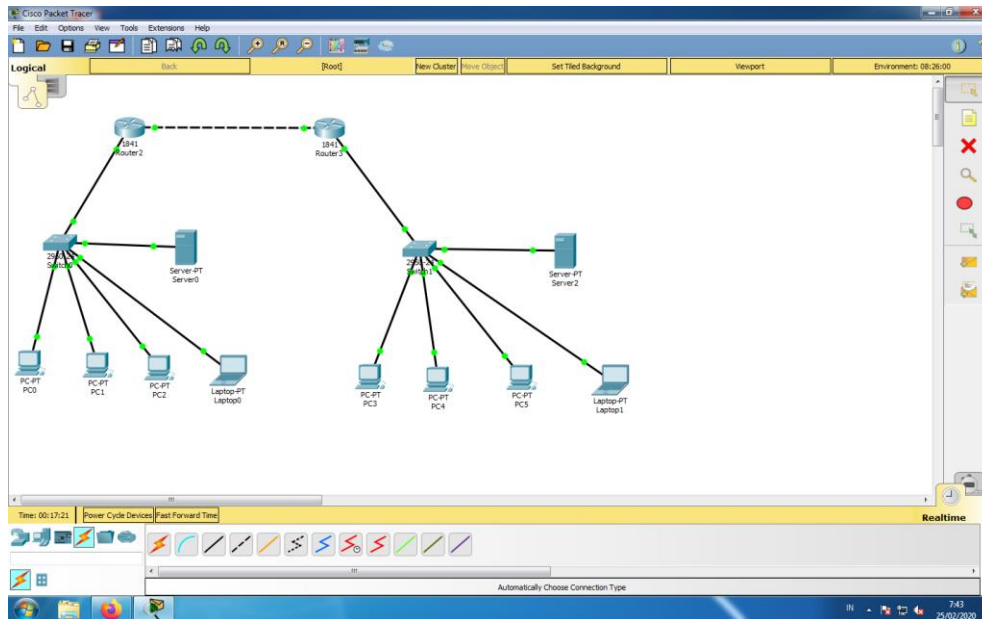 Cisco Packet Tracer
File Edit Options View Tools Extensions Help
Logical
Back
[Root]
New Cluster
Move Object
Set Tiled Background
Viewport
Environment: 08:26:00
1841
Router2
1841
Router3
Server-PT
Server0
Server-PT
Server2
PC-PT
PC0
PC-PT
PC1
PC-PT
PC2
Laptop-PT
Laptop0
PC-PT
PC3
PC-PT
PC4
PC-PT
PC5
Laptop-PT
Laptop1
Time: 00:17:21
Power Cycle Devices
Fast Forward Time
Realtime
Automatically Choose Connection Type
IN
7:43
25/02/2020